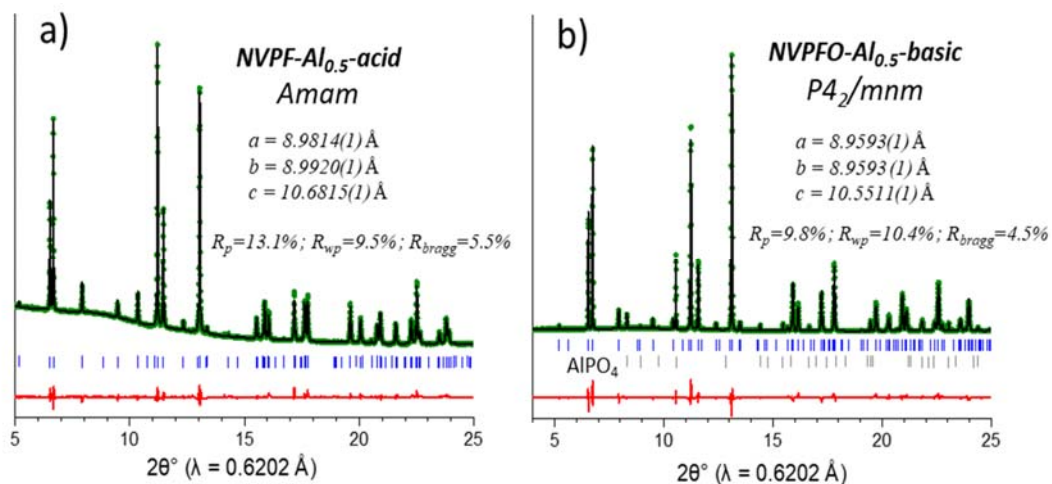 a)
NVPF-Al0.5-acid
Amam
a = 8.9814(1) Å
b = 8.9920(1) Å
c = 10.6815(1) Å
Rp=13.1% ; Rwp=9.5% ; Rbragg=5.5%
5 10 15 20 25
2θ° (λ = 0.6202 Å)
b)
NVPFO-Al0.5-basic
P42/mnm
a = 8.9593(1) Å
b = 8.9593(1) Å
c = 10.5511(1) Å
Rp=9.8% ; Rwp=10.4% ; Rbragg=4.5%
AlPO4
5 10 15 20 25
2θ° (λ = 0.6202 Å)